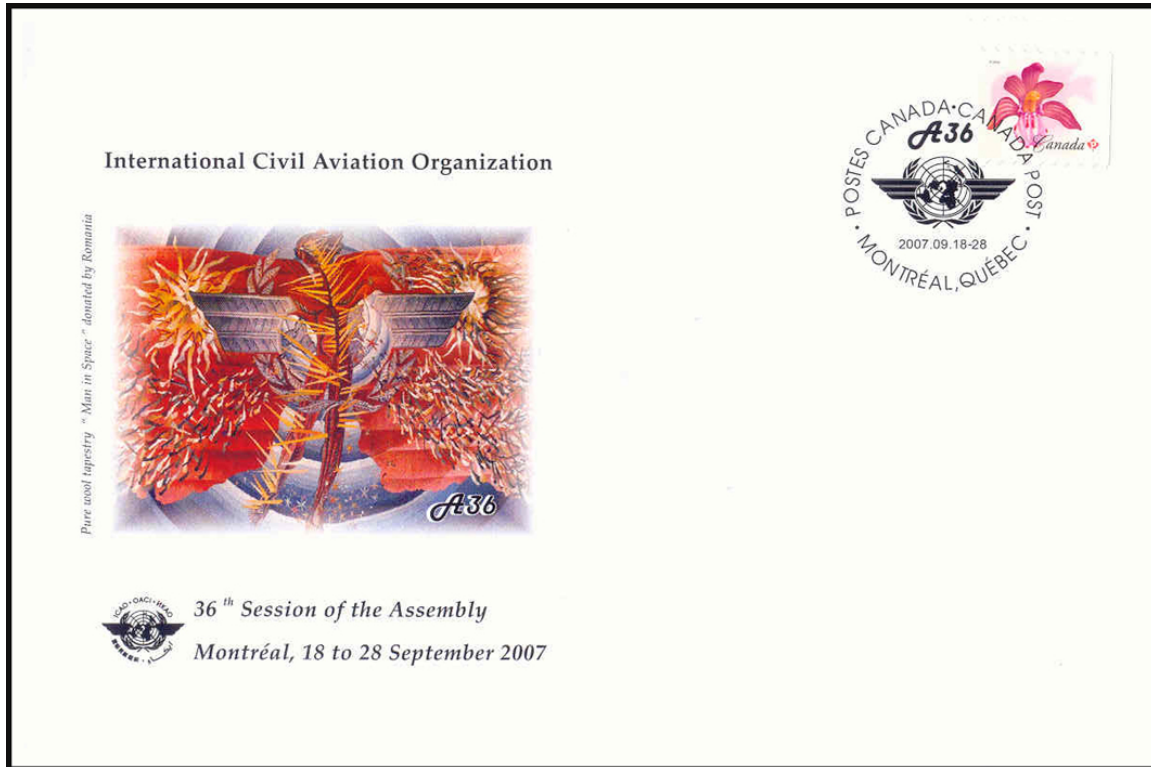 International Civil Aviation Organization
Pure wool tapestry " Man in Space " donated by Romania
A36
ICAO · OACI · ИКАО
36 th Session of the Assembly
Montréal, 18 to 28 September 2007
Canada P
POSTES CANADA · CANADA POST
A36
2007.09.18-28
· MONTRÉAL, QUÉBEC ·